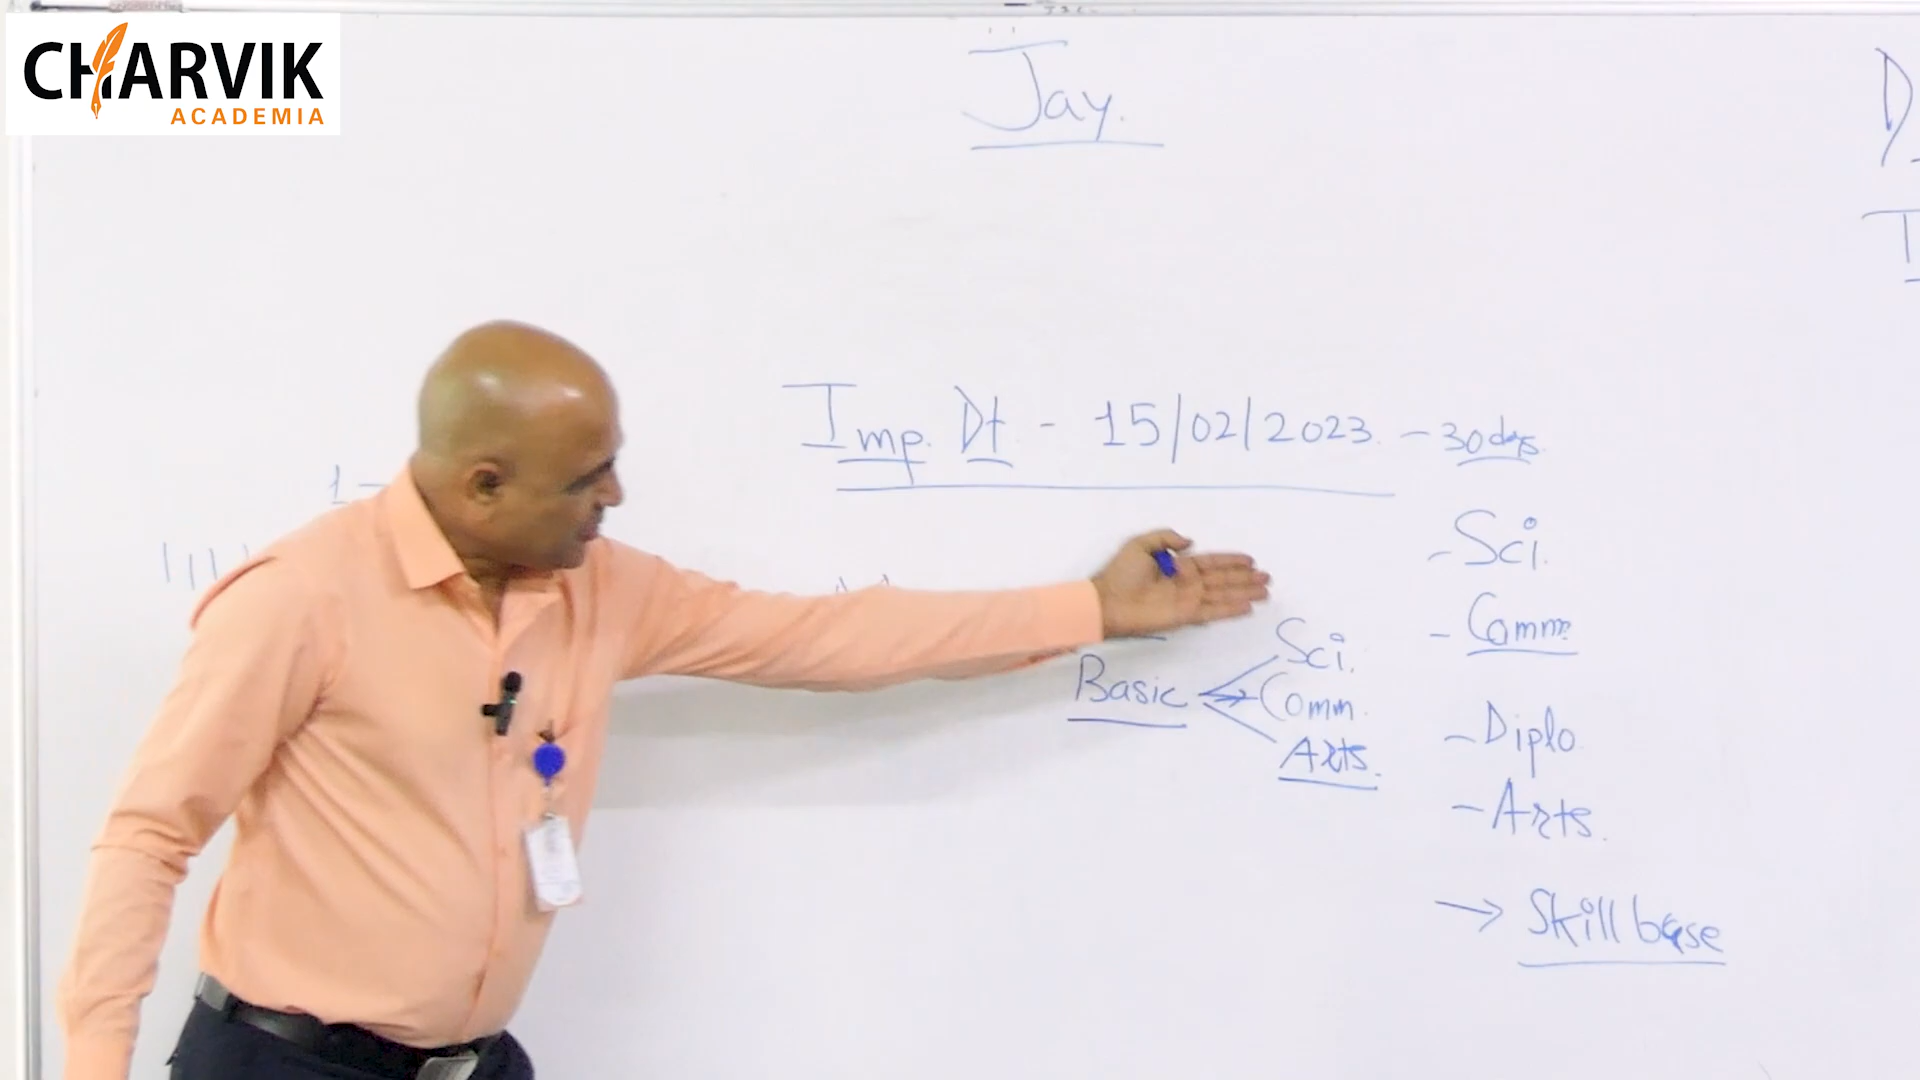 CHARVIK
ACADEMIA
Jay.
D
I
Imp. Dt - 15/02/2023. - 30 days.
1 -
- Sci.
- Comm.
Basic
Sci.
Comm.
Arts.
- Diplo
- Arts.
→ Skill base